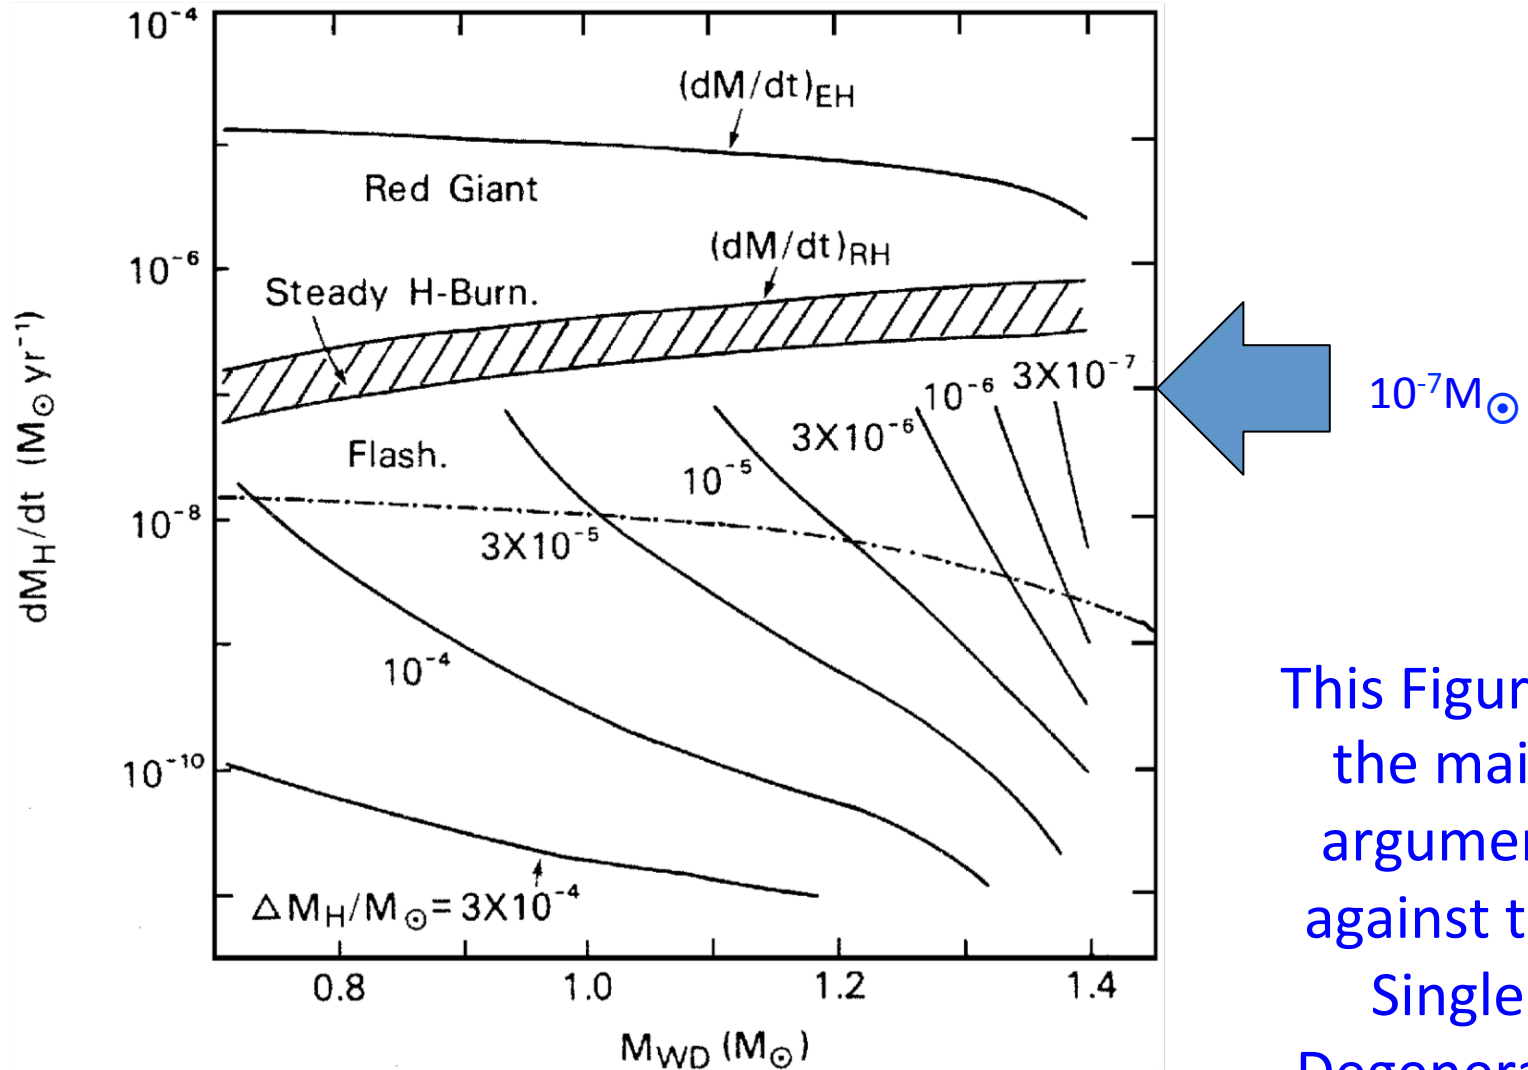 10⁻⁴
(dM/dt)EH
Red Giant
(dM/dt)RH
10⁻⁶
Steady H-Burn.
3X10⁻⁷
10⁻⁶
3X10⁻⁶
10⁻⁷M☉
Flash.
10⁻⁵
10⁻⁸
3X10⁻⁵
dMH/dt (M☉ yr⁻¹)
10⁻⁴
10⁻¹⁰
ΔMH/M☉=3X10⁻⁴
0.8 1.0 1.2 1.4
MWD (M☉)
This Figur
the mai
argumen
against t
Single